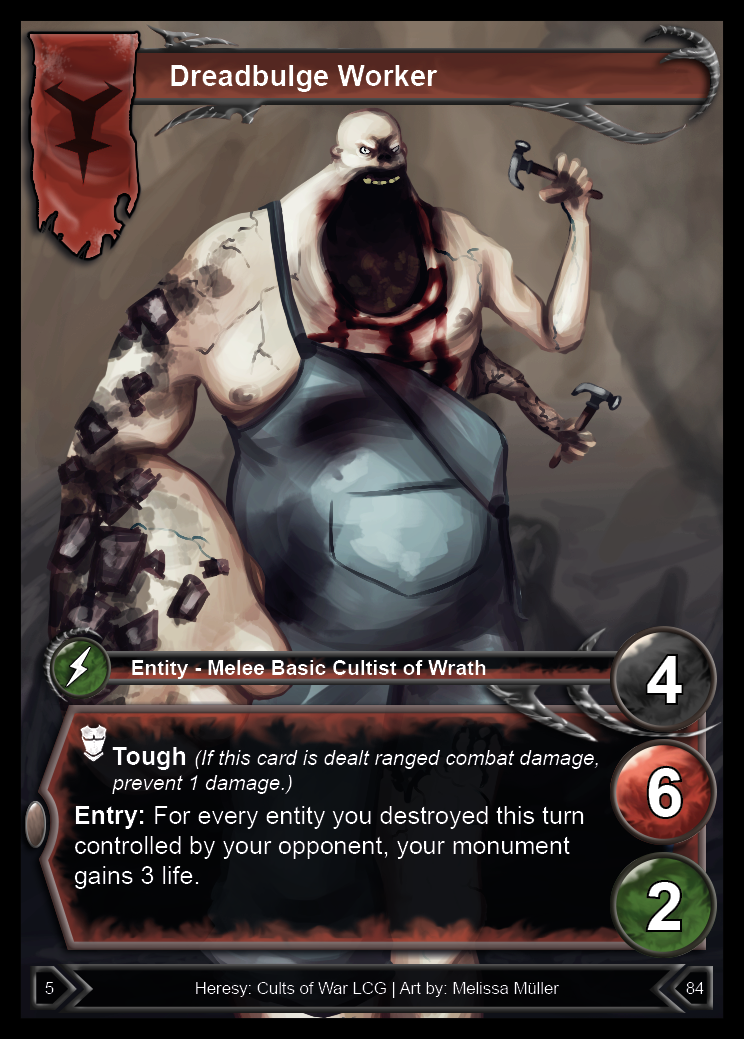 Dreadbulge Worker
Entity - Melee Basic Cultist of Wrath
4
Tough (If this card is dealt ranged combat damage,
prevent 1 damage.)
6
Entry: For every entity you destroyed this turn
controlled by your opponent, your monument
gains 3 life.
2
5
Heresy: Cults of War LCG | Art by: Melissa Müller
84